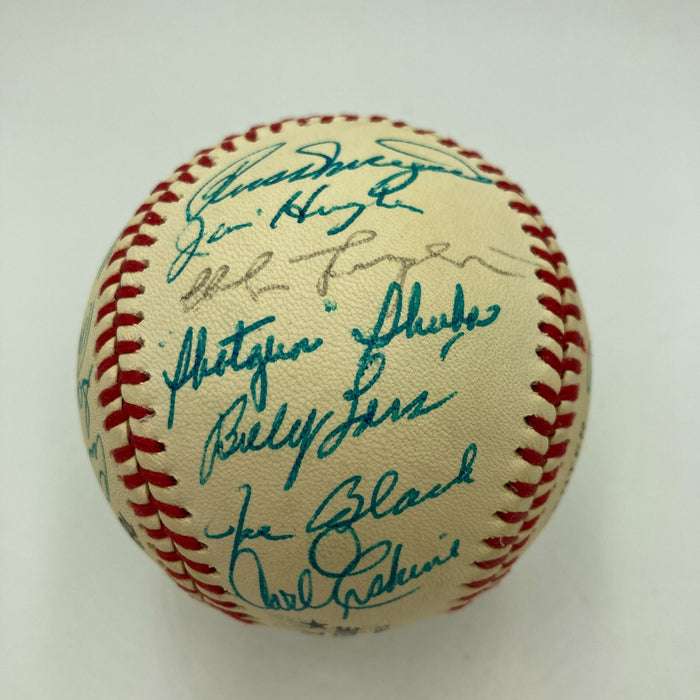 Russ Meyer
Jim Hughes
"Shotgun" Shuba
Billy Loes
Joe Black
Carl Erskine